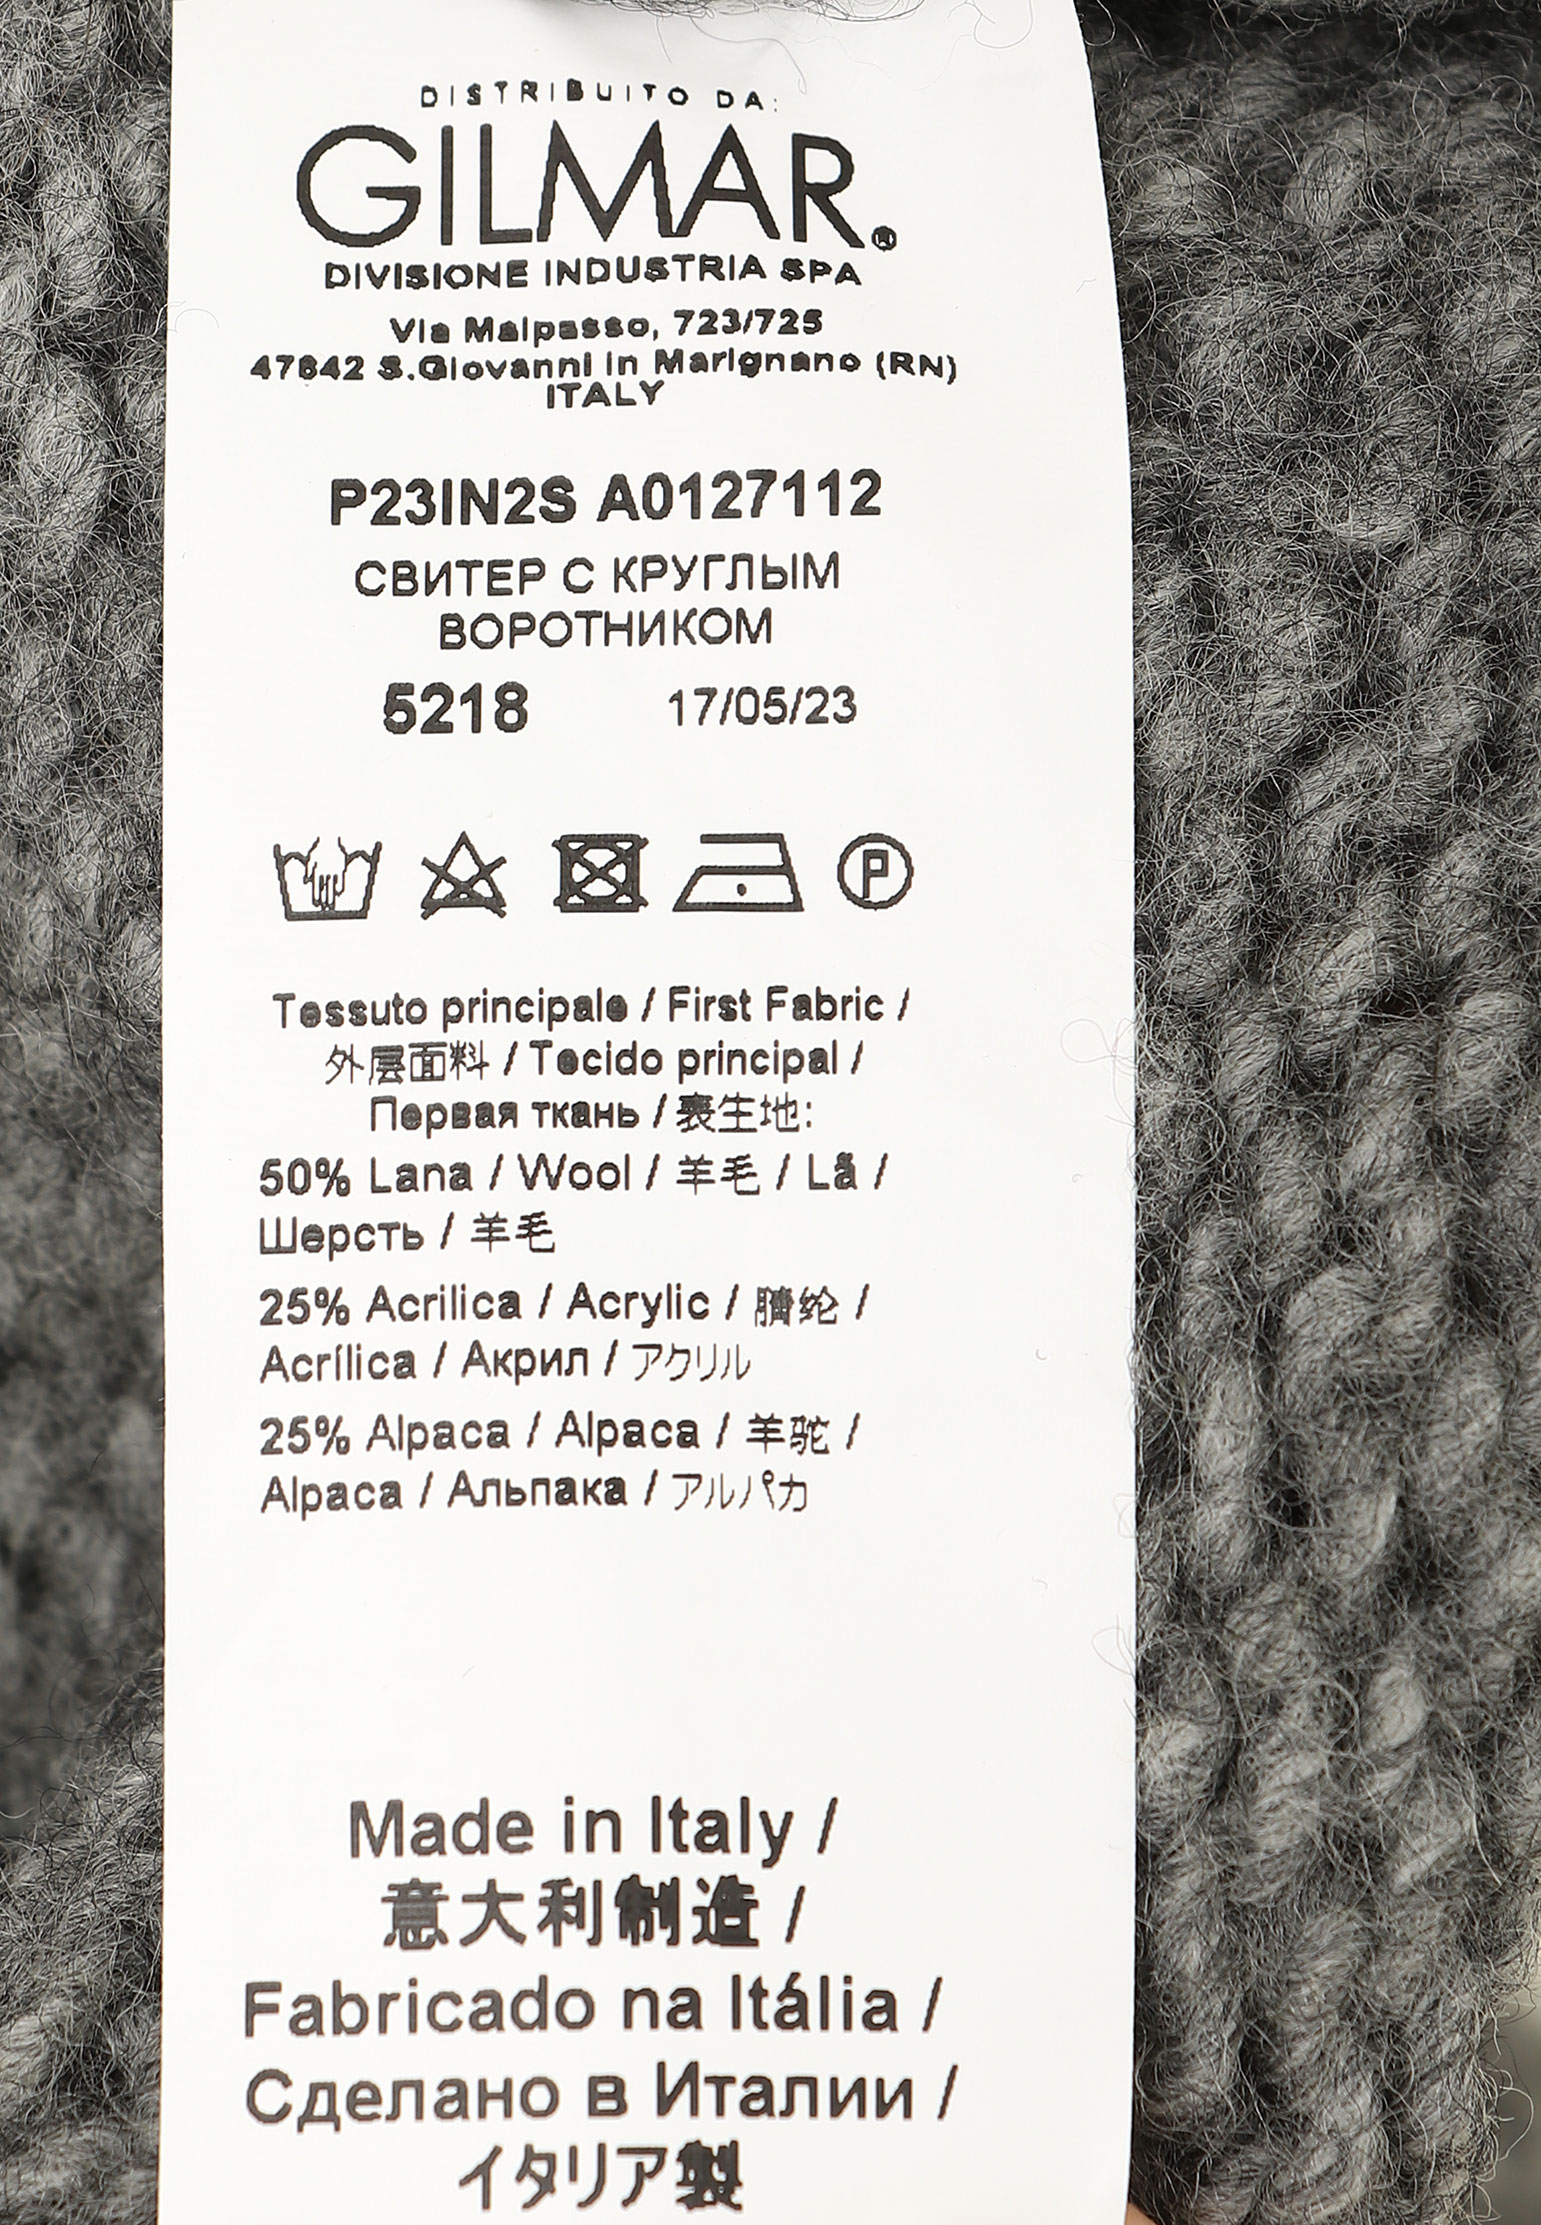 DISTRIBUITO DA:
GILMAR®
DIVISIONE INDUSTRIA SPA
Via Malpasso, 723/725
47842 S.Giovanni in Marignano (RN)
ITALY
P23IN2S A0127112
СВИТЕР С КРУГЛЫМ
ВОРОТНИКОМ
5218 17/05/23
P
Tessuto principale / First Fabric /
外层面料 / Tecido principal /
Первая ткань / 表生地:
50% Lana / Wool / 羊毛 / Lã /
Шерсть / 羊毛
25% Acrilica / Acrylic / 腈纶 /
Acrílica / Акрил / アクリル
25% Alpaca / Alpaca / 羊驼 /
Alpaca / Альпака / アルパカ
Made in Italy /
意大利制造 /
Fabricado na Itália /
Сделано в Италии /
イタリア製